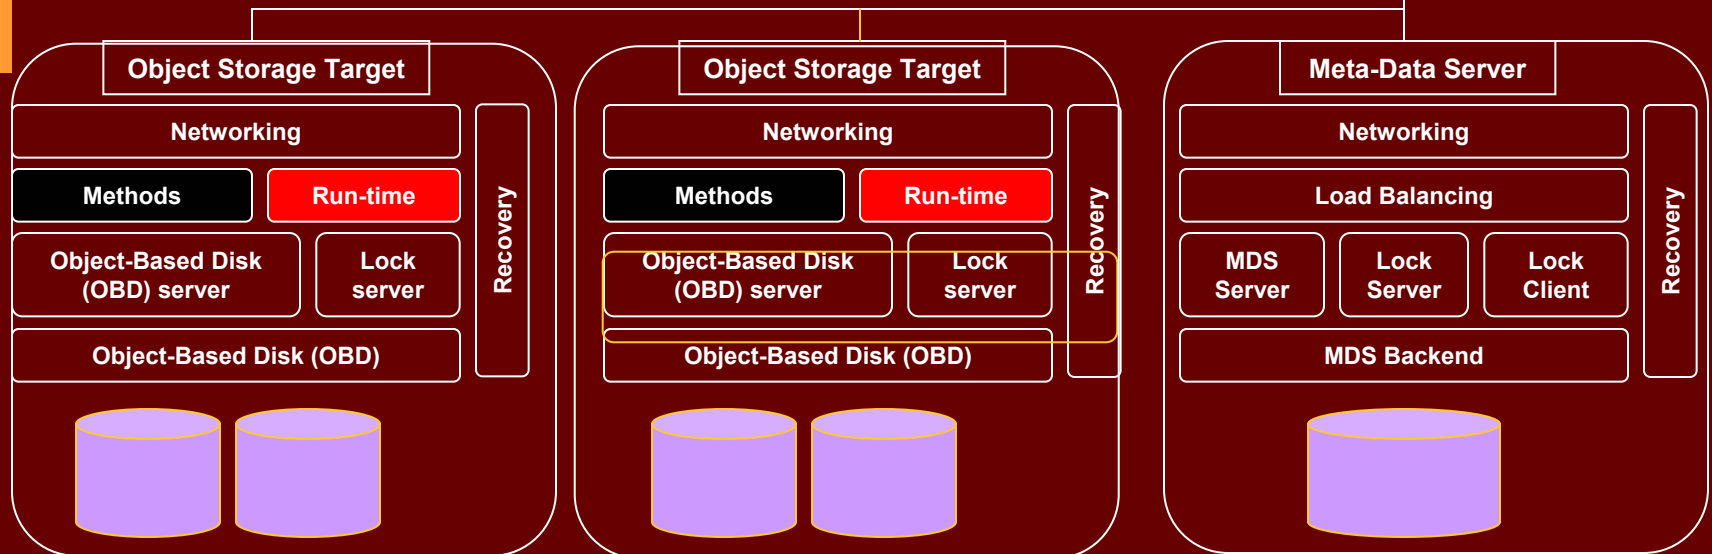 Object Storage Target
Networking
Methods
Run-time
Object-Based Disk
(OBD) server
Lock
server
Object-Based Disk (OBD)
Recovery
Object Storage Target
Networking
Methods
Run-time
Object-Based Disk
(OBD) server
Lock
server
Object-Based Disk (OBD)
Recovery
Meta-Data Server
Networking
Load Balancing
MDS
Server
Lock
Server
Lock
Client
MDS Backend
Recovery